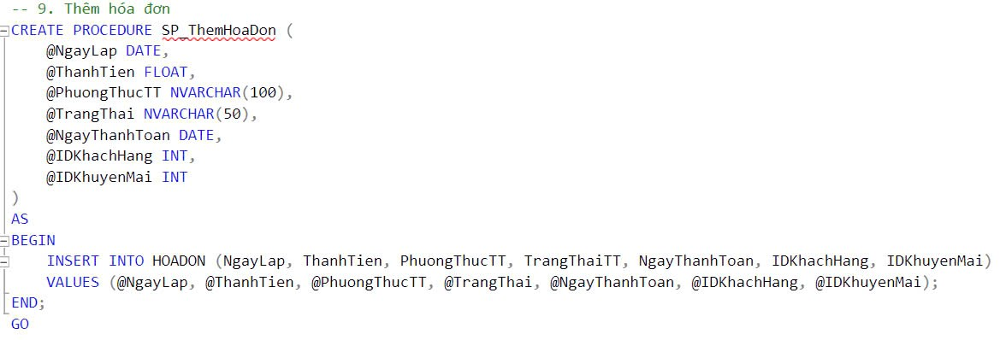 -- 9. Thêm hóa đơn
CREATE PROCEDURE SP_ThemHoaDon (
    @NgayLap DATE,
    @ThanhTien FLOAT,
    @PhuongThucTT NVARCHAR(100),
    @TrangThai NVARCHAR(50),
    @NgayThanhToan DATE,
    @IDKhachHang INT,
    @IDKhuyenMai INT
)
AS
BEGIN
    INSERT INTO HOADON (NgayLap, ThanhTien, PhuongThucTT, TrangThaiTT, NgayThanhToan, IDKhachHang, IDKhuyenMai)
    VALUES (@NgayLap, @ThanhTien, @PhuongThucTT, @TrangThai, @NgayThanhToan, @IDKhachHang, @IDKhuyenMai);
END;
GO